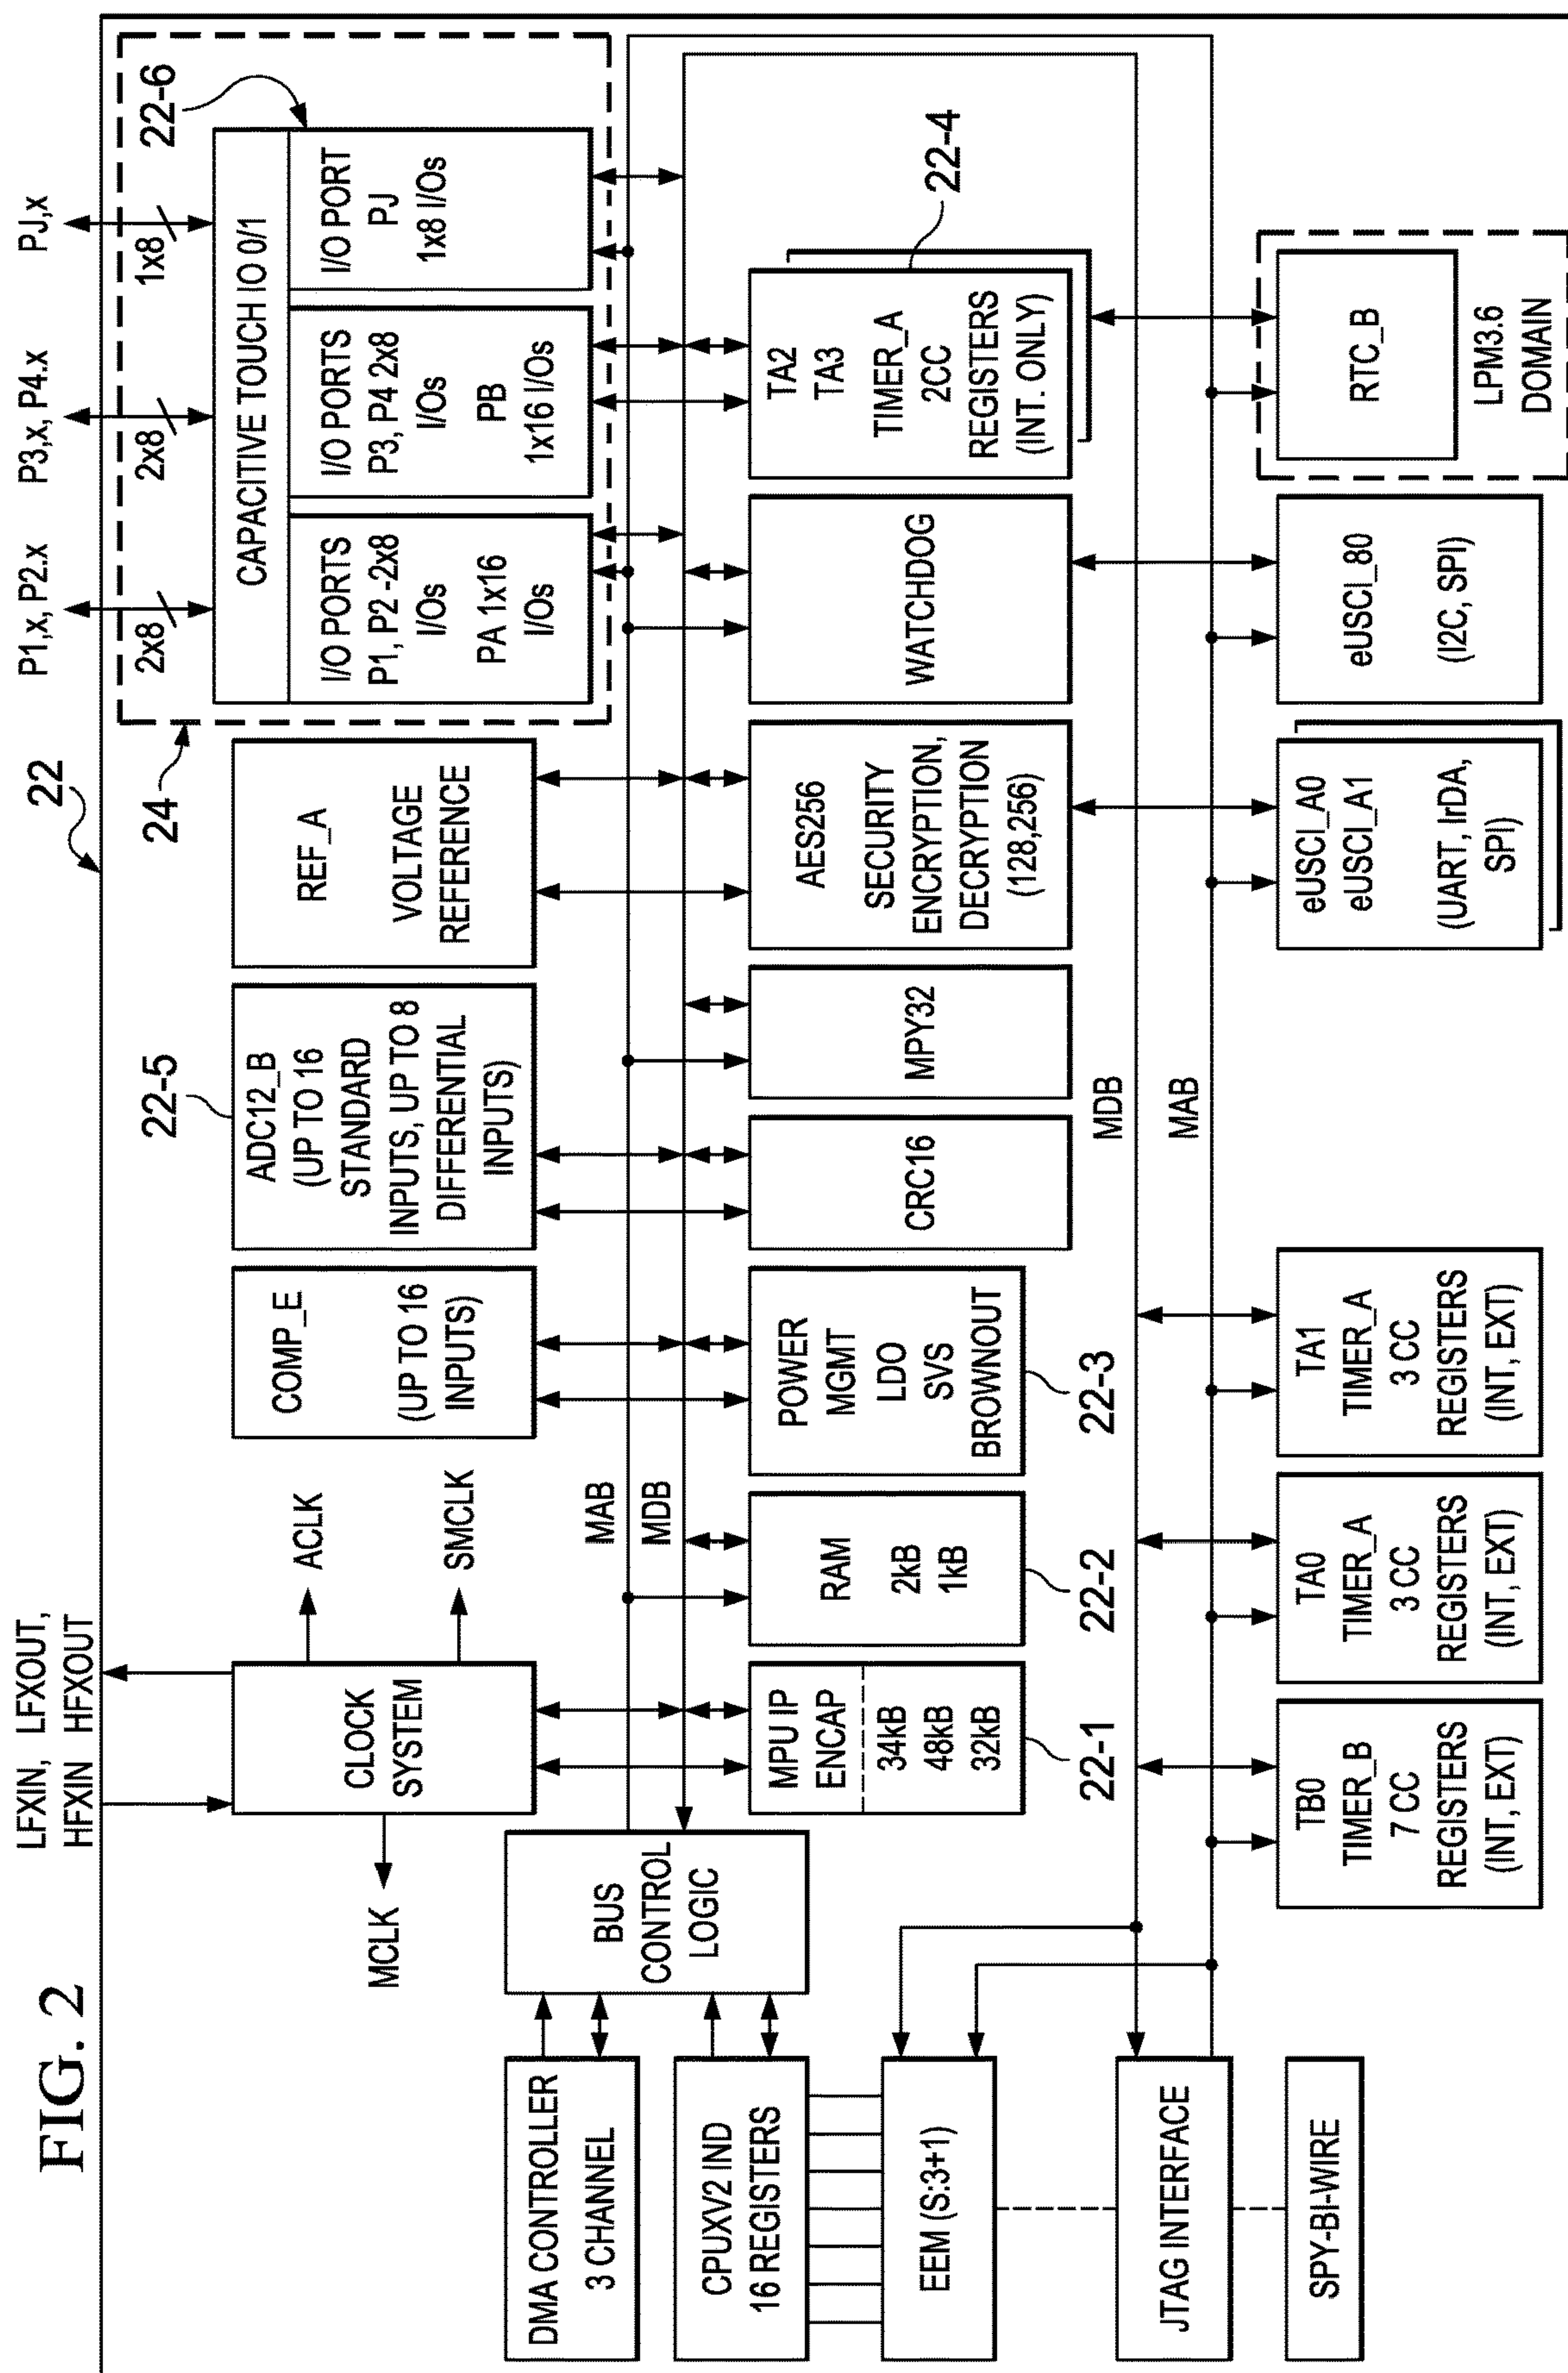 FIG. 2
22
LFXIN,
HFXIN
LFXOUT,
HFXOUT
P1,x, P2.x
P3,x, P4.x
PJ,x
2x8
2x8
1x8
24
22-6
MCLK
CLOCK
SYSTEM
ACLK
SMCLK
COMP_E
(UP TO 16
INPUTS)
22-5
ADC12_B
(UP TO 16
STANDARD
INPUTS, UP TO 8
DIFFERENTIAL
INPUTS)
REF_A
VOLTAGE
REFERENCE
CAPACITIVE TOUCH IO 0/1
I/O PORTS
P1, P2 -2x8
I/Os
PA 1x16
I/Os
I/O PORTS
P3, P4 2x8
I/Os
PB
1x16 I/Os
I/O PORT
PJ
1x8 I/Os
DMA CONTROLLER
3 CHANNEL
BUS
CONTROL
LOGIC
MAB
MDB
CPUXV2 IND
16 REGISTERS
MPU IP
ENCAP
34kB
48kB
32kB
22-1
RAM
2kB
1kB
22-2
POWER
MGMT
LDO
SVS
BROWNOUT
22-3
CRC16
MPY32
AES256
SECURITY
ENCRYPTION,
DECRYPTION
(128,256)
WATCHDOG
TA2
TA3
TIMER_A
2CC
REGISTERS
(INT. ONLY)
22-4
EEM (S:3+1)
MDB
MAB
JTAG INTERFACE
SPY-BI-WIRE
TB0
TIMER_B
7 CC
REGISTERS
(INT, EXT)
TA0
TIMER_A
3 CC
REGISTERS
(INT, EXT)
TA1
TIMER_A
3 CC
REGISTERS
(INT, EXT)
eUSCI_A0
eUSCI_A1
(UART, IrDA,
SPI)
eUSCI_80
(I2C, SPI)
RTC_B
LPM3.6
DOMAIN